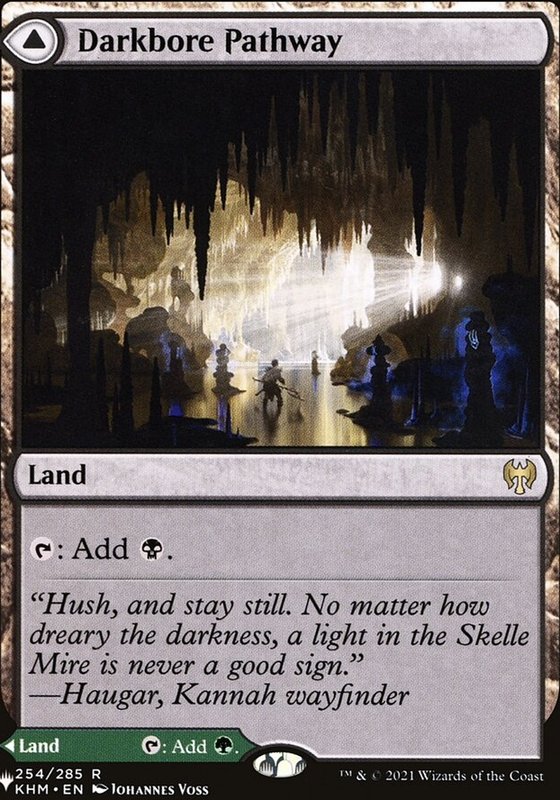 Darkbore Pathway
Land
: Add .
“Hush, and stay still. No matter how
dreary the darkness, a light in the Skelle
Mire is never a good sign.”
—Haugar, Kannah wayfinder
Land : Add .
254/285 R
KHM • EN Johannes Voss
™ & © 2021 Wizards of the Coast